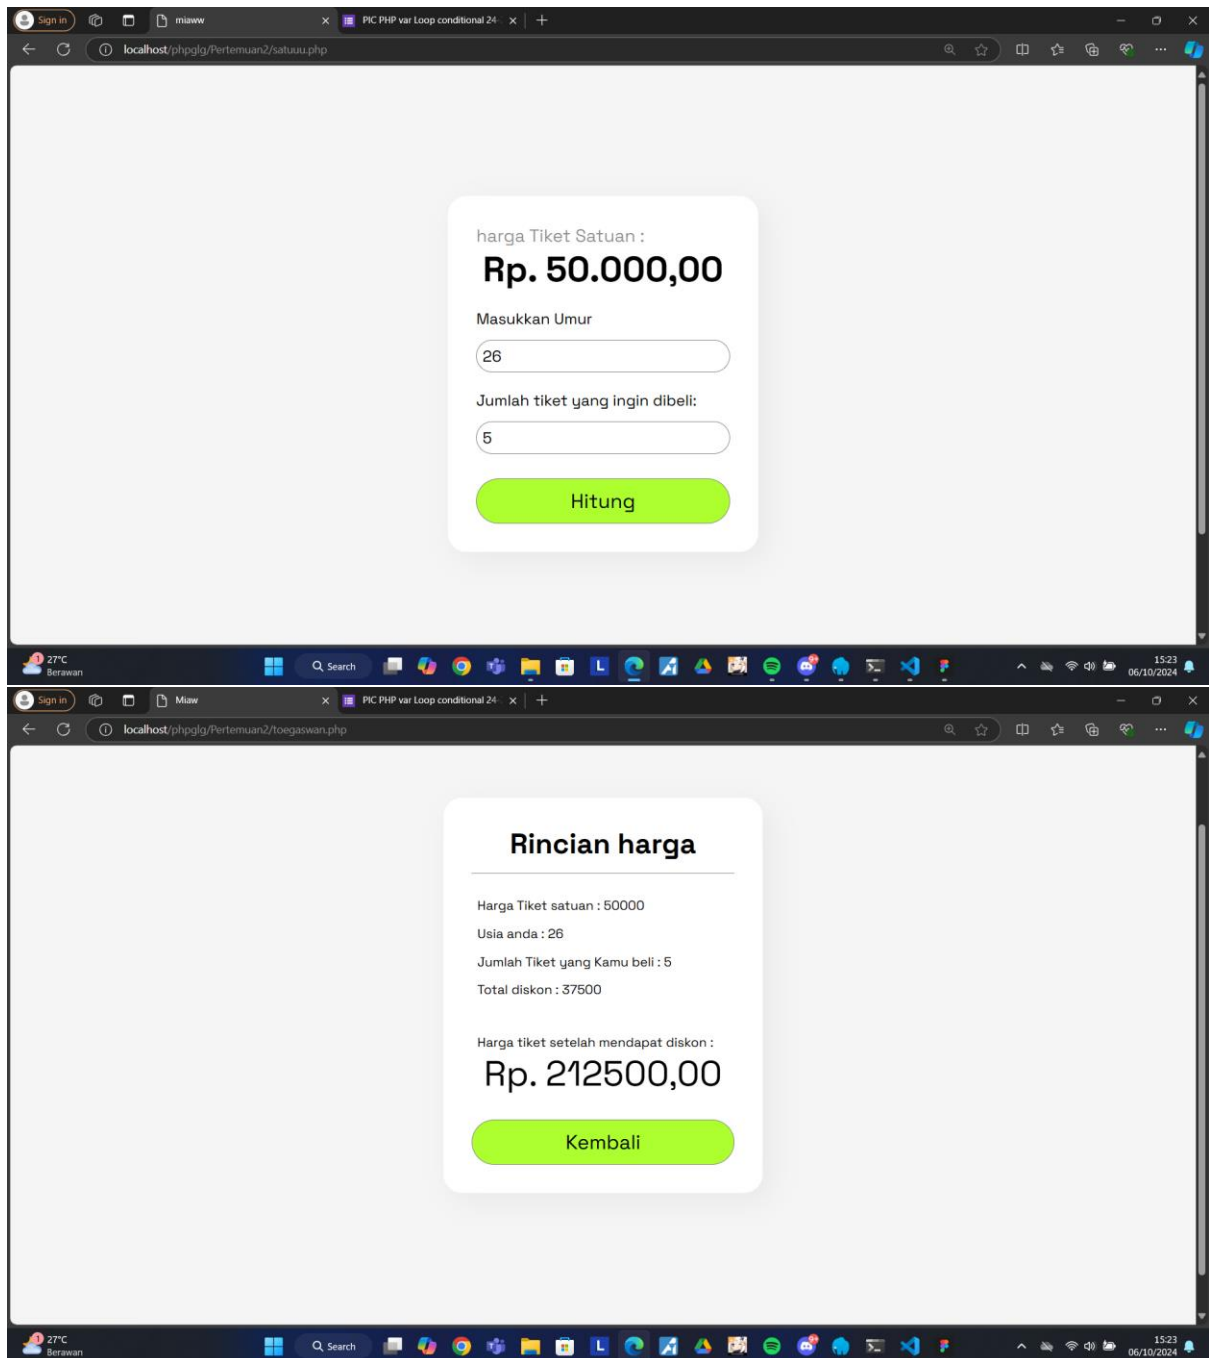 Sign in
miaww
PIC PHP var Loop conditional 24-
localhost/phpglg/Pertemuan2/satuuu.php
harga Tiket Satuan :
Rp. 50.000,00
Masukkan Umur
26
Jumlah tiket yang ingin dibeli:
5
Hitung
1
27°C
Berawan
Search
L
15:23
06/10/2024
Sign in
Miaw
PIC PHP var Loop conditional 24-
localhost/phpglg/Pertemuan2/toegaswan.php
Rincian harga
Harga Tiket satuan : 50000
Usia anda : 26
Jumlah Tiket yang Kamu beli : 5
Total diskon : 37500
Harga tiket setelah mendapat diskon :
Rp. 212500,00
Kembali
1
27°C
Berawan
Search
L
15:23
06/10/2024